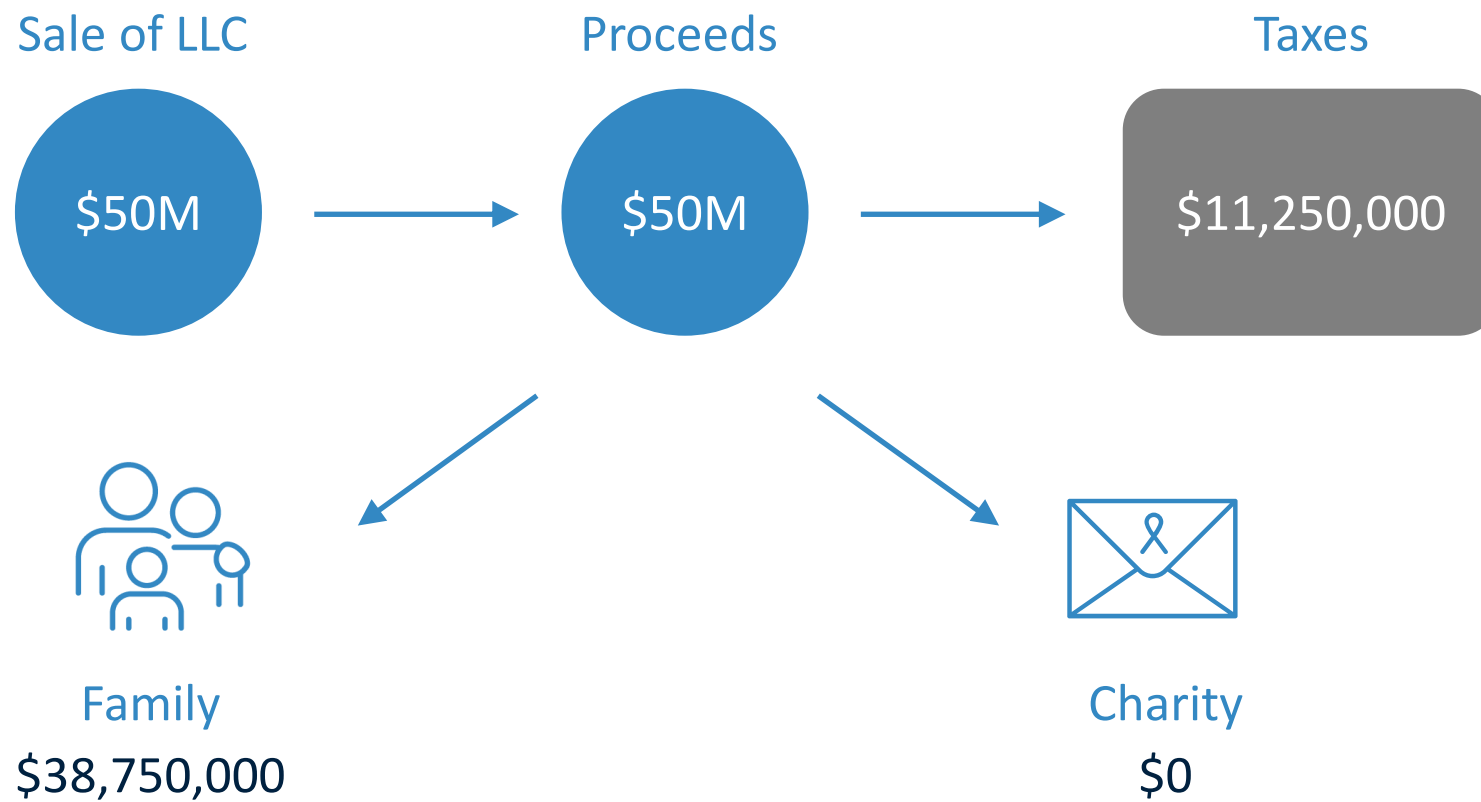 Sale of LLC
Proceeds
Taxes
$50M
$50M
$11,250,000
Family
$38,750,000
Charity
$0